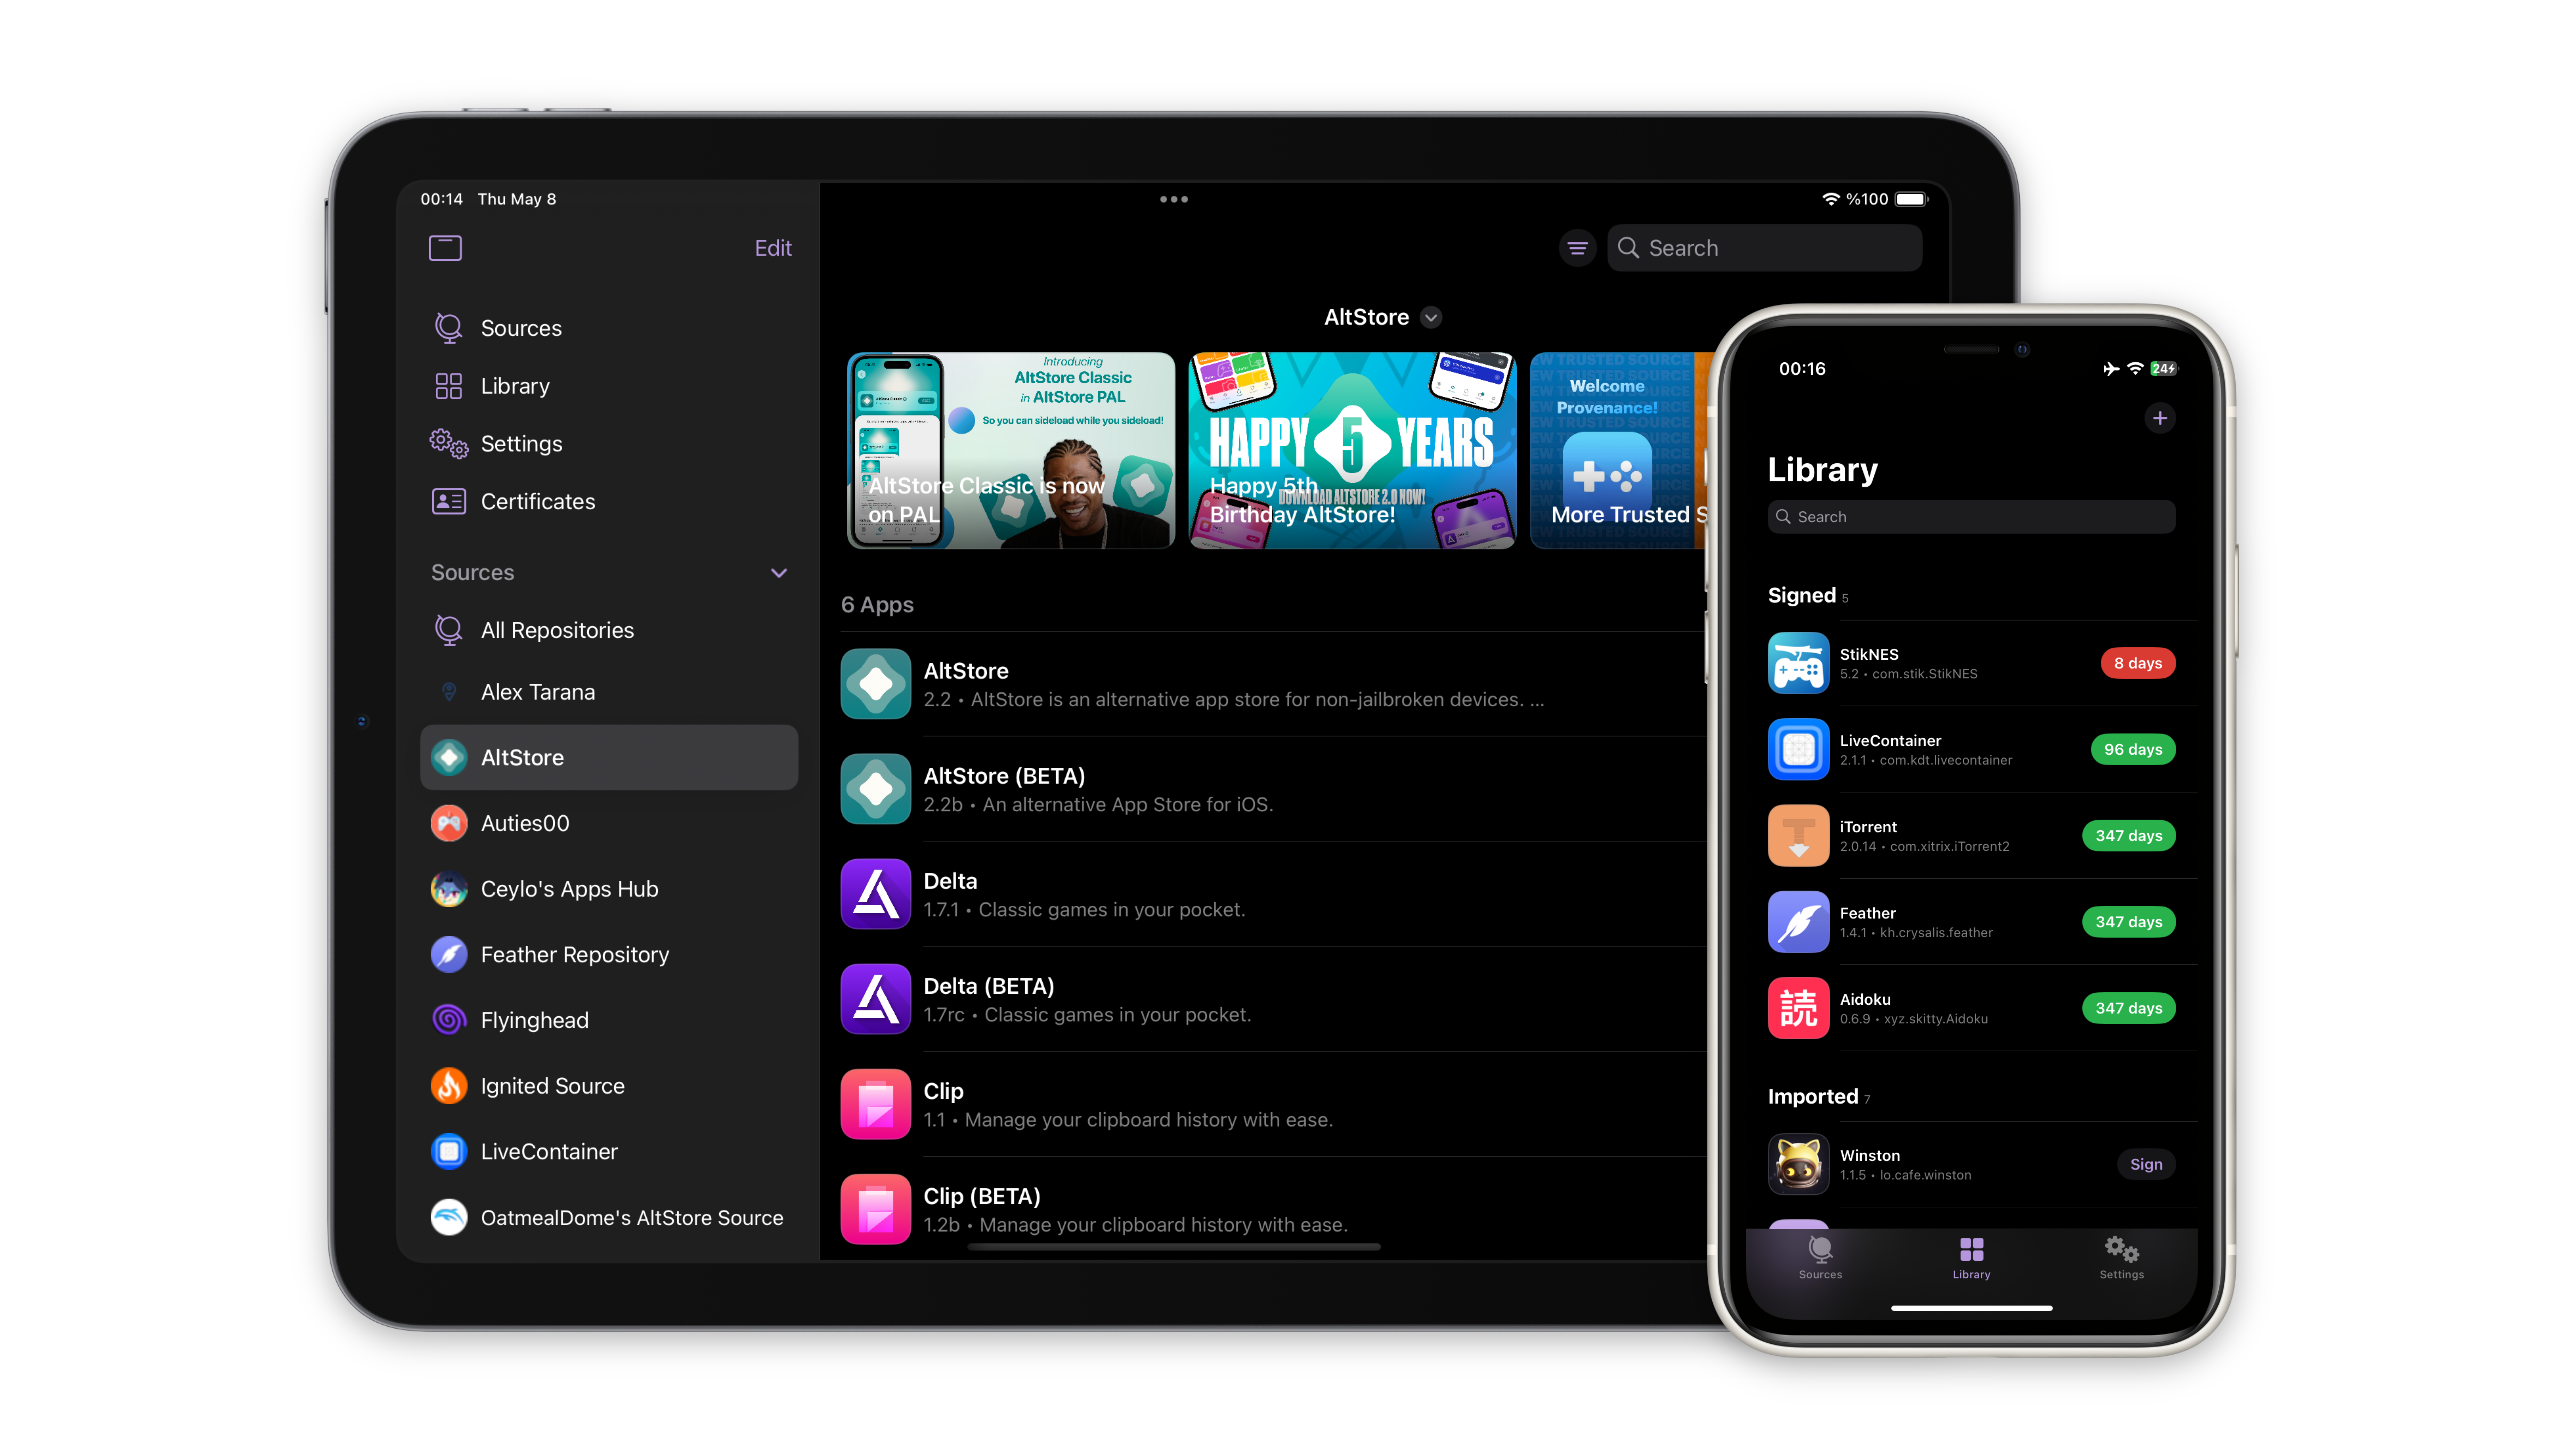 00:14 Thu May 8
%100
Edit
Search
Sources
Library
Settings
Certificates
Sources
All Repositories
Alex Tarana
AltStore
Auties00
Ceylo's Apps Hub
Feather Repository
Flyinghead
Ignited Source
LiveContainer
OatmealDome's AltStore Source
AltStore
Introducing
AltStore Classic
in AltStore PAL
So you can sideload while you sideload!
AltStore Classic is now
on PAL
HAPPY 5 YEARS
DOWNLOAD ALTSTORE 2.0 NOW!
Happy 5th
Birthday AltStore!
Welcome
Provenance!
More Trusted S
6 Apps
AltStore
2.2 • AltStore is an alternative app store for non-jailbroken devices. ...
AltStore (BETA)
2.2b • An alternative App Store for iOS.
Delta
1.7.1 • Classic games in your pocket.
Delta (BETA)
1.7rc • Classic games in your pocket.
Clip
1.1 • Manage your clipboard history with ease.
Clip (BETA)
1.2b • Manage your clipboard history with ease.
00:16
24
Library
Search
Signed 5
StikNES
5.2 • com.stik.StikNES
8 days
LiveContainer
2.1.1 • com.kdt.livecontainer
96 days
iTorrent
2.0.14 • com.xitrix.iTorrent2
347 days
Feather
1.4.1 • kh.crysalis.feather
347 days
読
Aidoku
0.6.9 • xyz.skitty.Aidoku
347 days
Imported 7
Winston
1.1.5 • lo.cafe.winston
Sign
Sources
Library
Settings